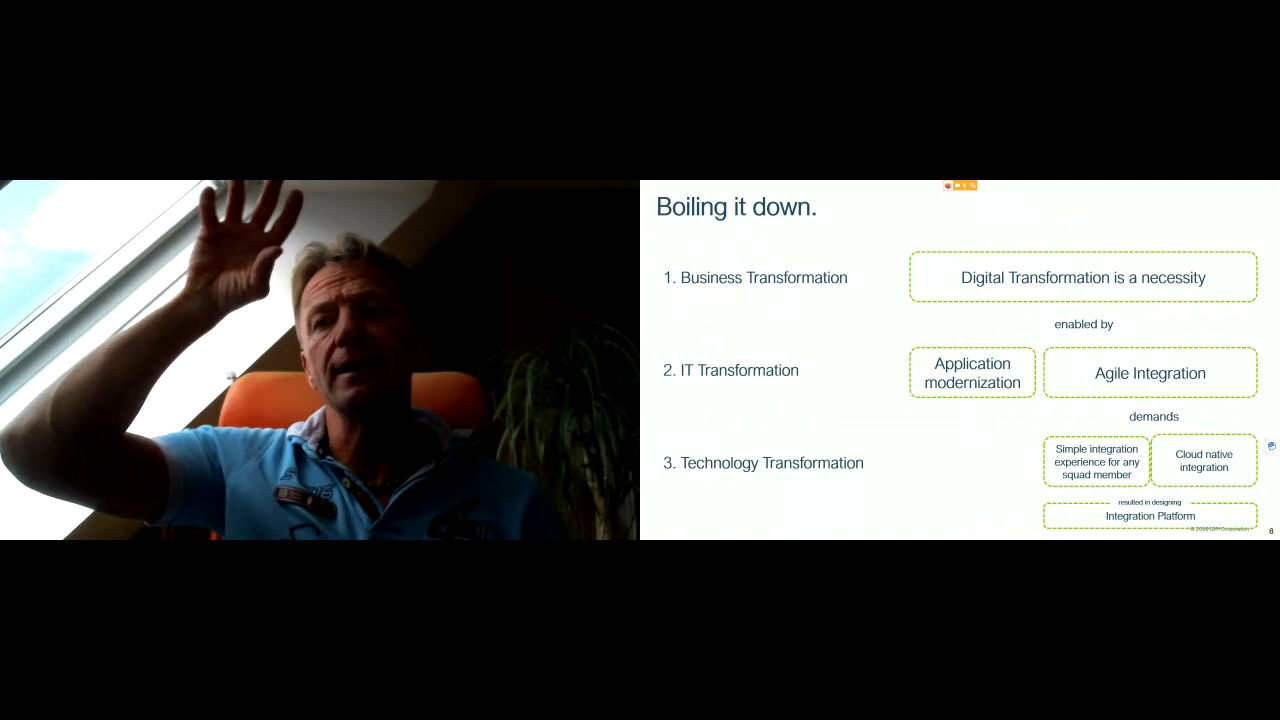 Boiling it down.
1. Business Transformation
Digital Transformation is a necessity
enabled by
2. IT Transformation
Application
modernization
Agile Integration
demands
3. Technology Transformation
Simple integration
experience for any
squad member
Cloud native
integration
resulted in designing
Integration Platform
IBM Corporation
8